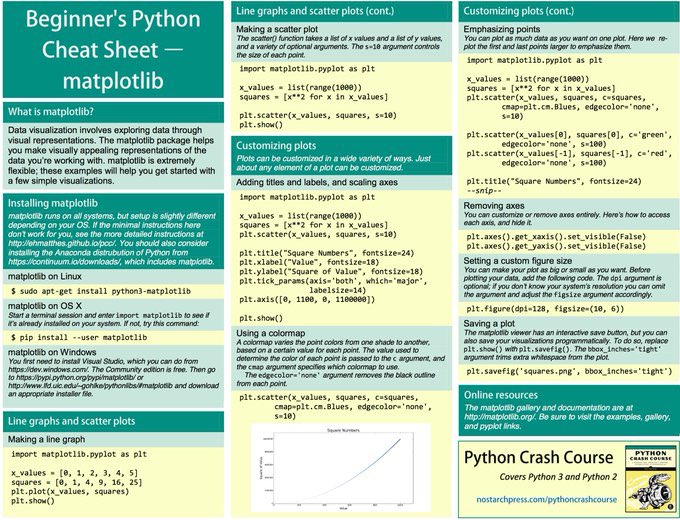 Beginner's Python
Cheat Sheet —
matplotlib
What is matplotlib?
Data visualization involves exploring data through
visual representations. The matplotlib package helps
you make visually appealing representations of the
data you're working with. matplotlib is extremely
flexible; these examples will help you get started with
a few simple visualizations.
Installing matplotlib
matplotlib runs on all systems, but setup is slightly different
depending on your OS. If the minimal instructions here
don't work for you, see the more detailed instructions at
http://ehmatthes.github.io/pcc/. You should also consider
installing the Anaconda distrubution of Python from
https://continuum.io/downloads/, which includes matplotlib.
matplotlib on Linux
$ sudo apt-get install python3-matplotlib
matplotlib on OS X
Start a terminal session and enter import matplotlib to see if
it's already installed on your system. If not, try this command:
$ pip install --user matplotlib
matplotlib on Windows
You first need to install Visual Studio, which you can do from
https://dev.windows.com/. The Community edition is free. Then go
to https://pypi.python.org/pypi/matplotlib/ or
http://www.lfd.uic.edu/~gohlke/pythonlibs/#matplotlib and download
an appropriate installer file.
Line graphs and scatter plots
Making a line graph
import matplotlib.pyplot as plt
x_values = [0, 1, 2, 3, 4, 5]
squares = [0, 1, 4, 9, 16, 25]
plt.plot(x_values, squares)
plt.show()
Line graphs and scatter plots (cont.)
Making a scatter plot
The scatter() function takes a list of x values and a list of y values,
and a variety of optional arguments. The s=10 argument controls
the size of each point.
import matplotlib.pyplot as plt
x_values = list(range(1000))
squares = [x**2 for x in x_values]
plt.scatter(x_values, squares, s=10)
plt.show()
Customizing plots
Plots can be customized in a wide variety of ways. Just
about any element of a plot can be customized.
Adding titles and labels, and scaling axes
import matplotlib.pyplot as plt
x_values = list(range(1000))
squares = [x**2 for x in x_values]
plt.scatter(x_values, squares, s=10)
plt.title("Square Numbers", fontsize=24)
plt.xlabel("Value", fontsize=18)
plt.ylabel("Square of Value", fontsize=18)
plt.tick_params(axis='both', which='major',
labelsize=14)
plt.axis([0, 1100, 0, 1100000])
plt.show()
Using a colormap
A colormap varies the point colors from one shade to another,
based on a certain value for each point. The value used to
determine the color of each point is passed to the c argument, and
the cmap argument specifies which colormap to use.
The edgecolor='none' argument removes the black outline
from each point.
plt.scatter(x_values, squares, c=squares,
cmap=plt.cm.Blues, edgecolor='none',
s=10)
Square Numbers
Square of Value
Value
Customizing plots (cont.)
Emphasizing points
You can plot as much data as you want on one plot. Here we re-
plot the first and last points larger to emphasize them.
import matplotlib.pyplot as plt
x_values = list(range(1000))
squares = [x**2 for x in x_values]
plt.scatter(x_values, squares, c=squares,
cmap=plt.cm.Blues, edgecolor='none',
s=10)
plt.scatter(x_values[0], squares[0], c='green',
edgecolor='none', s=100)
plt.scatter(x_values[-1], squares[-1], c='red',
edgecolor='none', s=100)
plt.title("Square Numbers", fontsize=24)
--snip--
Removing axes
You can customize or remove axes entirely. Here's how to access
each axis, and hide it.
plt.axes().get_xaxis().set_visible(False)
plt.axes().get_yaxis().set_visible(False)
Setting a custom figure size
You can make your plot as big or small as you want. Before
plotting your data, add the following code. The dpi argument is
optional; if you don't know your system's resolution you can omit
the argument and adjust the figsize argument accordingly.
plt.figure(dpi=128, figsize=(10, 6))
Saving a plot
The matplotlib viewer has an interactive save button, but you can
also save your visualizations programmatically. To do so, replace
plt.show() with plt.savefig(). The bbox_inches='tight'
argument trims extra whitespace from the plot.
plt.savefig('squares.png', bbox_inches='tight')
Online resources
The matplotlib gallery and documentation are at
http://matplotlib.org/. Be sure to visit the examples, gallery,
and pyplot links.
Python Crash Course
Covers Python 3 and Python 2
nostarchpress.com/pythoncrashcourse
PYTHON
CRASH COURSE